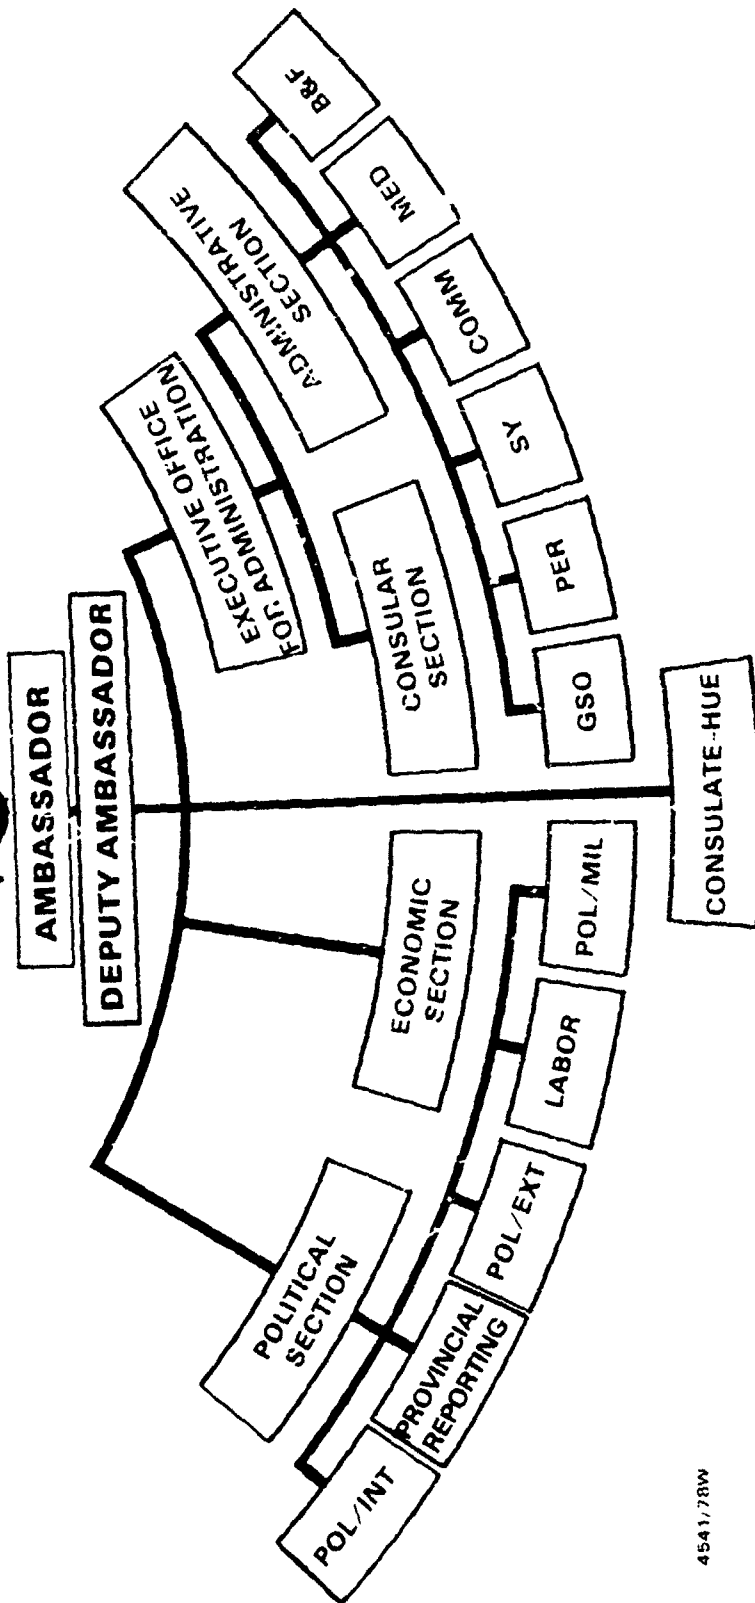 AMBASSADOR
DEPUTY AMBASSADOR
POLITICAL
SECTION
ECONOMIC
SECTION
EXECUTIVE OFFICE
FOR ADMINISTRATION
CONSULAR
SECTION
ADMINISTRATIVE
SECTION
POL/INT
PROVINCIAL
REPORTING
POL/EXT
LABOR
POL/MIL
GSO
PER
SY
COMM
MED
B&F
CONSULATE-HUE
4541/78W